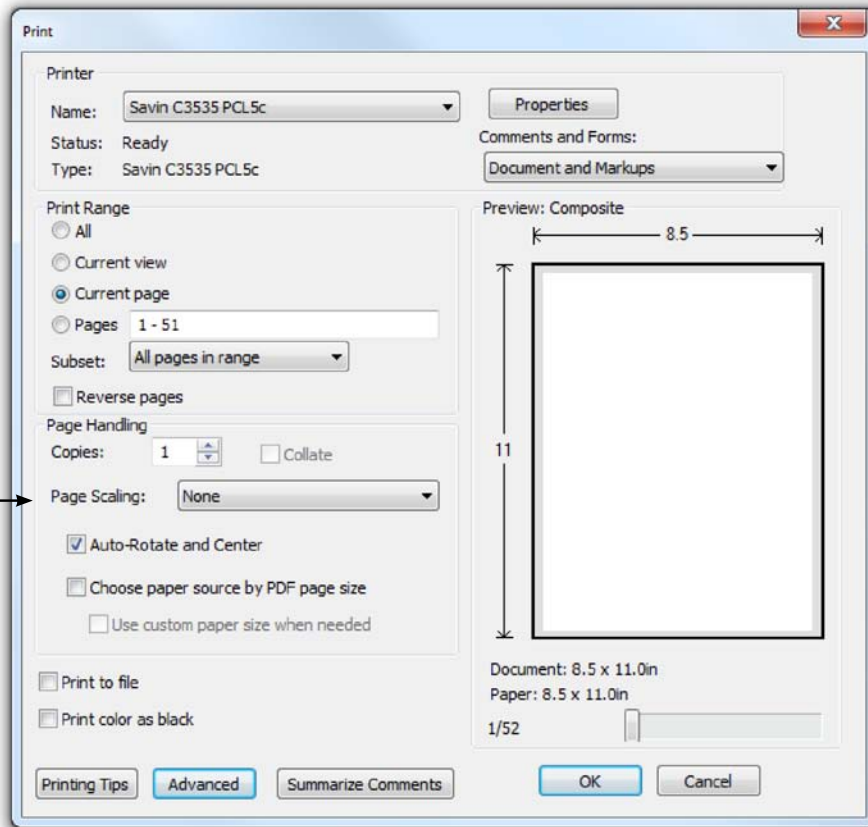 Print
Printer
Name: Savin C3535 PCL5c
Properties
Status: Ready
Comments and Forms:
Type: Savin C3535 PCL5c
Document and Markups
Print Range
All
Current view
Current page
Pages 1 - 51
Subset: All pages in range
Reverse pages
Page Handling
Copies: 1 Collate
Page Scaling: None
Auto-Rotate and Center
Choose paper source by PDF page size
Use custom paper size when needed
Print to file
Print color as black
Preview: Composite
8.5
11
Document: 8.5 x 11.0in
Paper: 8.5 x 11.0in
1/52
Printing Tips Advanced Summarize Comments OK Cancel